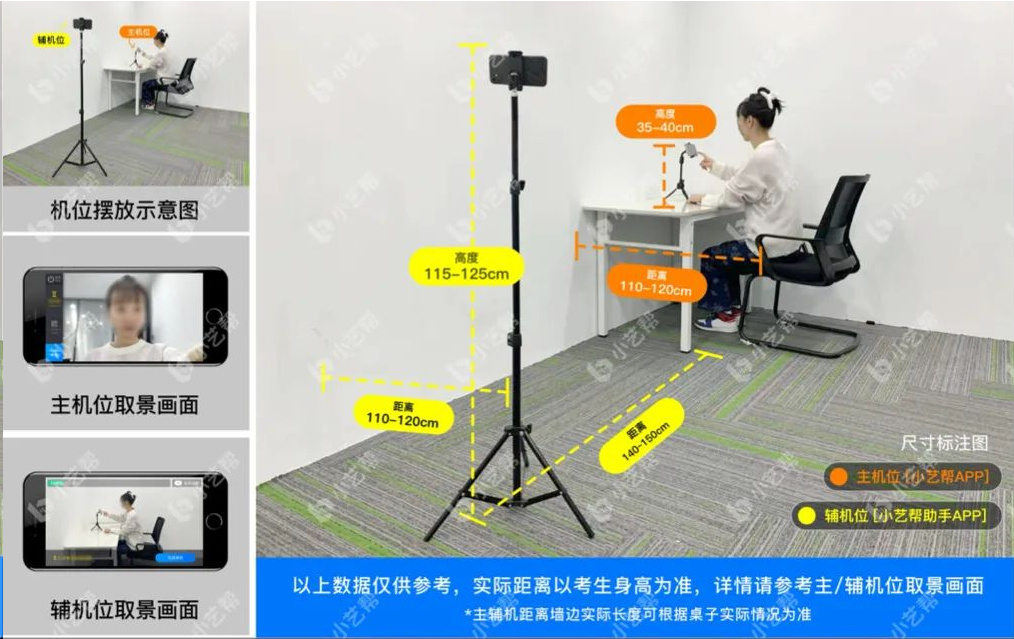 辅机位
主机位
机位摆放示意图
主机位取景画面
辅机位取景画面
高度
35-40cm
高度
115-125cm
距离
110-120cm
距离
110-120cm
距离
140-150cm
尺寸标注图
主机位 [小艺帮APP]
辅机位 [小艺帮助手APP]
以上数据仅供参考，实际距离以考生身高为准，详情请参考主/辅机位取景画面
*主辅机距离墙边实际长度可根据桌子实际情况为准
小艺帮